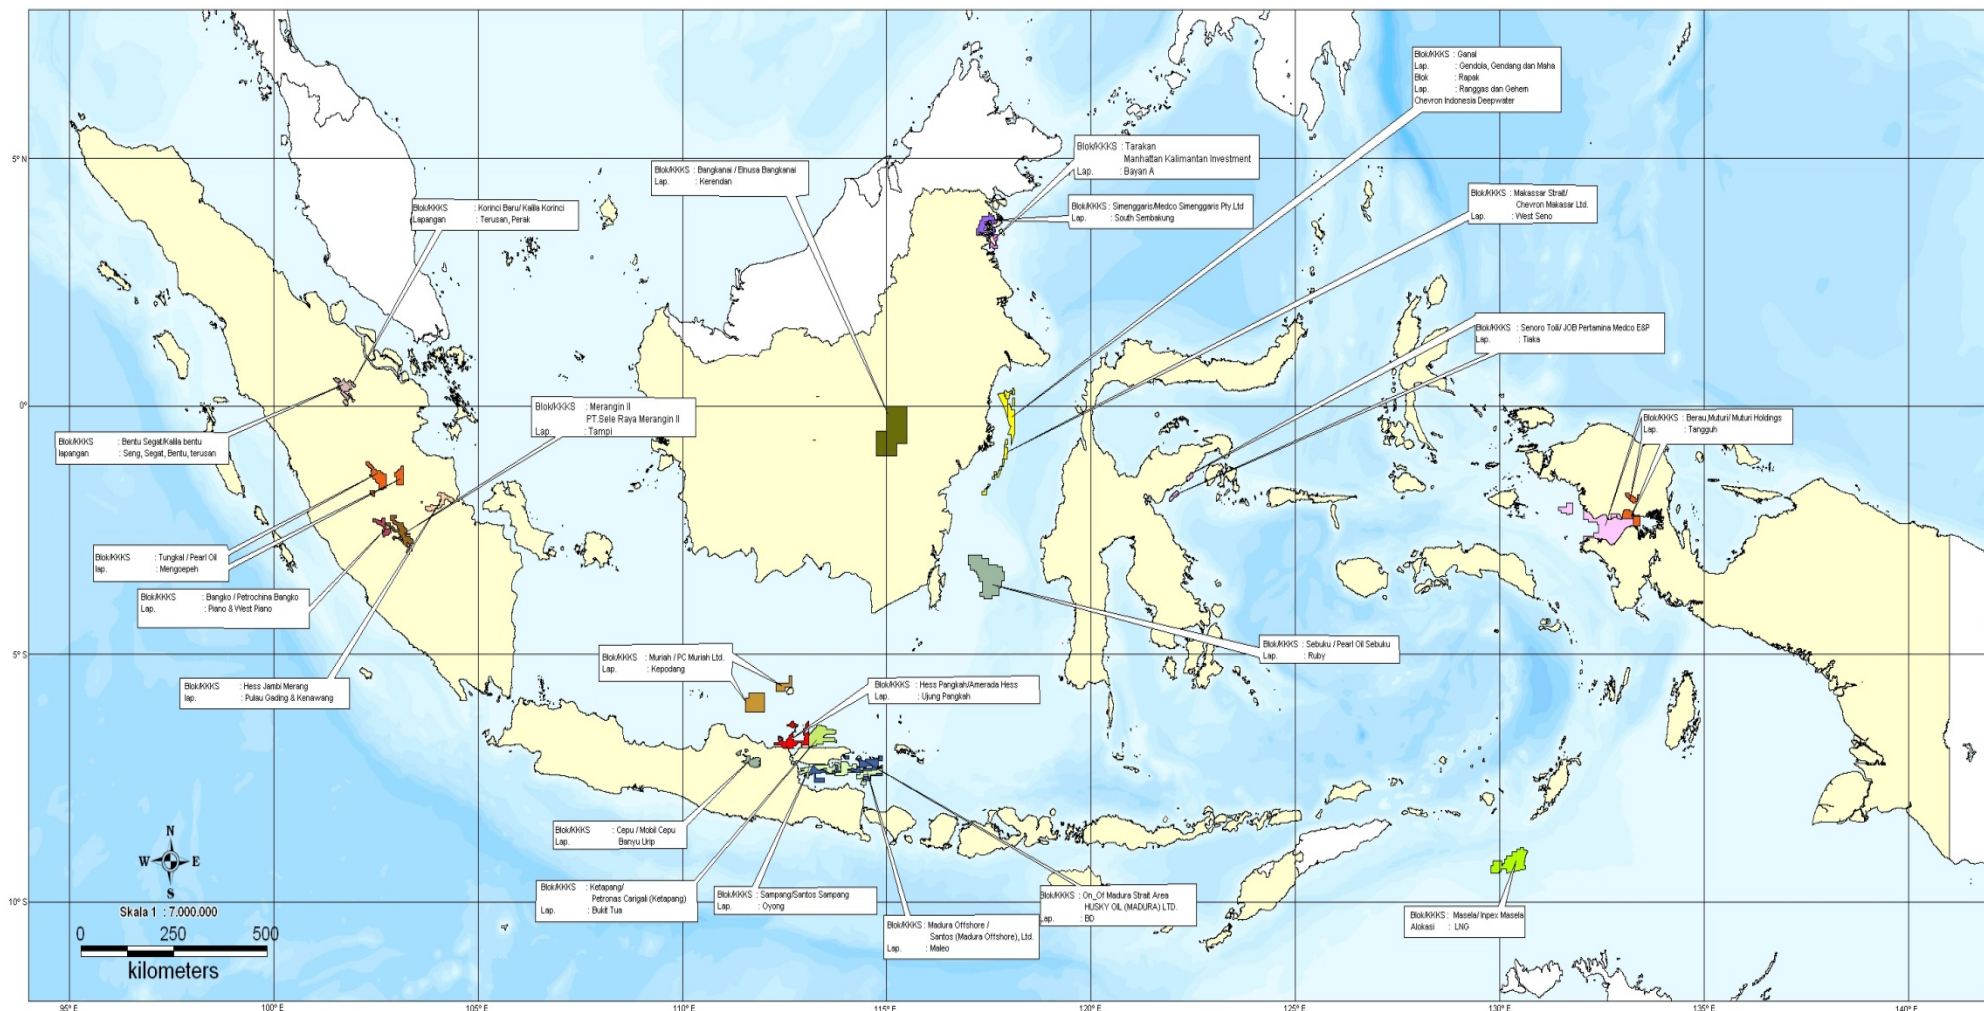 Blok/KKKS : Ganal
Lap. : Gendola, Gendang dan Maha
Blok : Rapak
Lap. : Ranggas dan Gehem
Chevron Indonesia Deepwater
Blok/KKKS : Tarakan
Manhattan Kalimantan Investment
Lap. : Bayan A
Blok/KKKS : Bangkanai / Elnusa Bangkanai
Lap. : Kerendan
Blok/KKKS : Simenggaris/Medco Simenggaris Pty.Ltd
Lap. : South Sembakung
Blok/KKKS : Makassar Strait/
Chevron Makasar Ltd.
Lap. : West Seno
Blok/KKKS : Korinci Baru/ Kalila Korinci
Lapangan : Terusan, Perak
Blok/KKKS : Senoro Toili/ JOB Pertamina Medco E&P
Lap. : Tiaka
Blok/KKKS : Merangin II
PT.Sele Raya Merangin II
Lap. : Tampi
Blok/KKKS : Berau,Muturi/ Muturi Holdings
Lap. : Tangguh
Blok/KKKS : Bentu Segat/Kalila bentu
lapangan : Seng, Segat, Bentu, terusan
Blok/KKKS : Tungkal / Pearl Oil
lap. : Mengoepeh
Blok/KKKS : Bangko / Petrochina Bangko
Lap. : Piano & West Piano
Blok/KKKS : Hess Jambi Merang
lap. : Pulau Gading & Kenawang
Blok/KKKS : Muriah / PC Muriah Ltd.
Lap. : Kepodang
Blok/KKKS : Sebuku / Pearl Oil Sebuku
Lap. : Ruby
Blok/KKKS : Hess Pangkah/Amerada Hess
Lap. : Ujung Pangkah
Blok/KKKS : Cepu / Mobil Cepu
Lap. Banyu Urip
Blok/KKKS : Ketapang/
Petronas Carigali (Ketapang)
Lap. : Bukit Tua
Blok/KKKS : Sampang/Santos Sampang
Lap. : Oyong
Blok/KKKS : Madura Offshore /
Santos (Madura Offshore), Ltd.
Lap. : Maleo
Blok/KKKS : On_Of Madura Strait Area
HUSKY OIL (MADURA) LTD.
Lap. : BD
Blok/KKKS : Masela/ Inpex Masela
Alokasi : LNG
5° N
0°
5° S
10° S
N
W E
S
Skala 1 : 7.000.000
0 250 500
kilometers
95° E 100° E 105° E 110° E 115° E 120° E 125° E 130° E 135° E 140° E